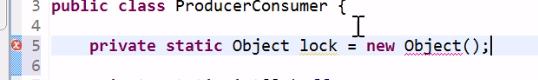 3 public class ProducerConsumer {
4
5 private static Object lock = new Object();
6